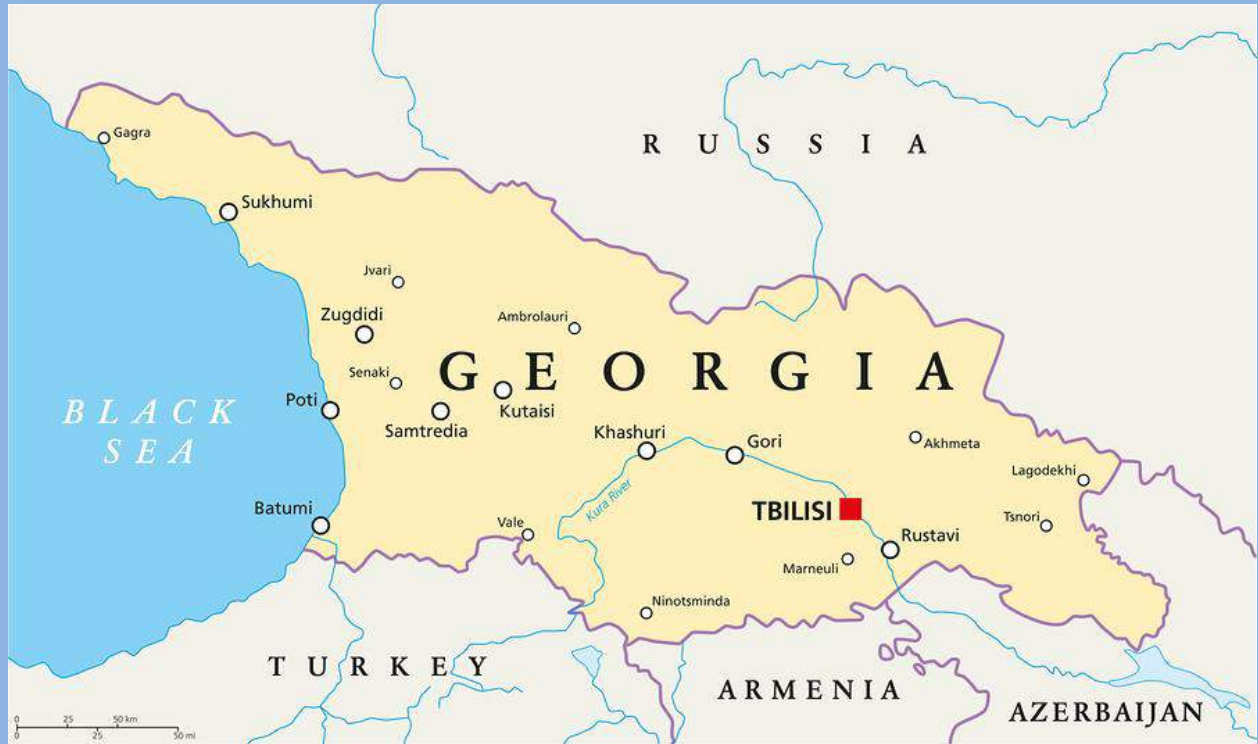 Gagra
RUSSIA
Sukhumi
Jvari
Zugdidi
Ambrolauri
Senaki
GEORGIA
Poti
Kutaisi
BLACK
SEA
Samtredia
Khashuri
Gori
Akhmeta
Lagodekhi
Kura River
Batumi
TBILISI
Tsnori
Vale
Rustavi
Marneuli
Ninotsminda
TURKEY
ARMENIA
AZERBAIJAN
0 25 50 km
0 25 50 mi